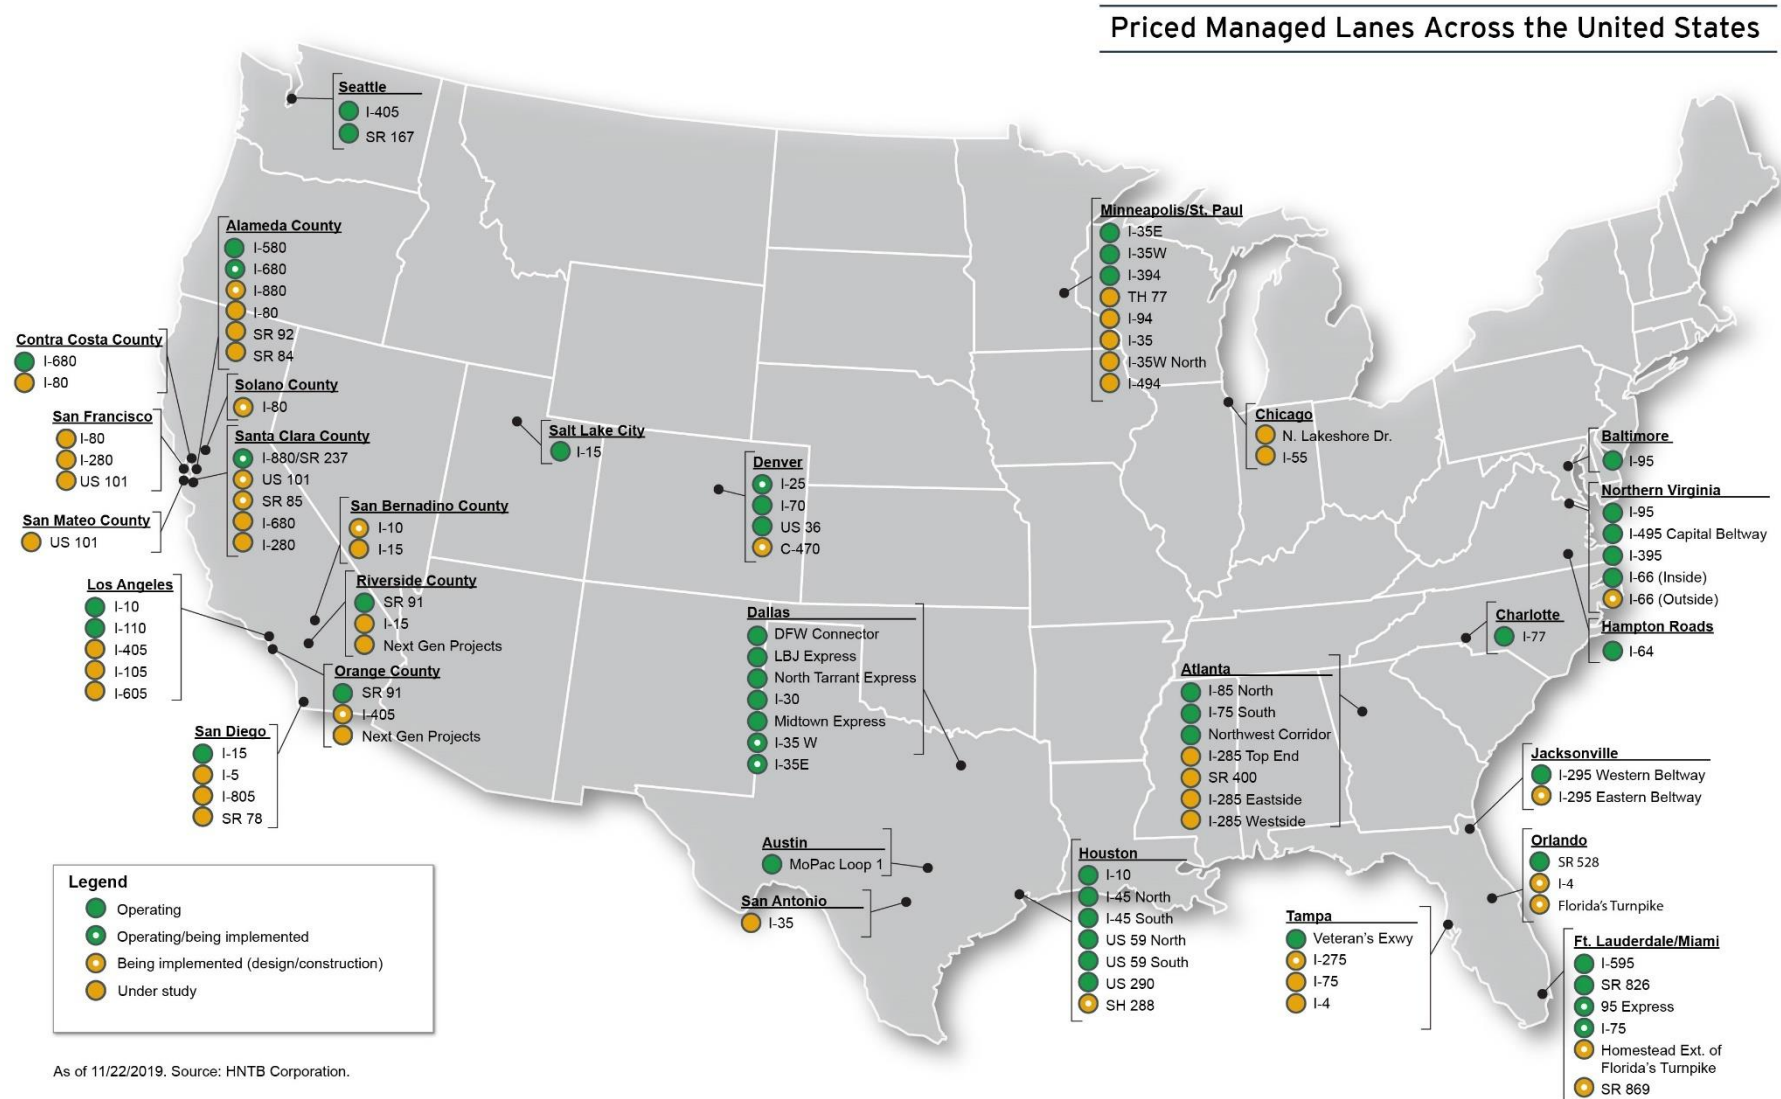 Priced Managed Lanes Across the United States
Seattle
I-405
SR 167
Alameda County
I-580
I-680
I-880
I-80
SR 92
SR 84
Contra Costa County
I-680
I-80
Solano County
I-80
San Francisco
I-80
I-280
US 101
Santa Clara County
I-880/SR 237
US 101
SR 85
I-680
I-280
San Mateo County
US 101
San Bernadino County
I-10
I-15
Los Angeles
I-10
I-110
I-405
I-105
I-605
Riverside County
SR 91
I-15
Next Gen Projects
Orange County
SR 91
I-405
Next Gen Projects
San Diego
I-15
I-5
I-805
SR 78
Salt Lake City
I-15
Denver
I-25
I-70
US 36
C-470
Minneapolis/St. Paul
I-35E
I-35W
I-394
TH 77
I-94
I-35
I-35W North
I-494
Chicago
N. Lakeshore Dr.
I-55
Baltimore
I-95
Northern Virginia
I-95
I-495 Capital Beltway
I-395
I-66 (Inside)
I-66 (Outside)
Hampton Roads
I-64
Charlotte
I-77
Dallas
DFW Connector
LBJ Express
North Tarrant Express
I-30
Midtown Express
I-35 W
I-35E
Atlanta
I-85 North
I-75 South
Northwest Corridor
I-285 Top End
SR 400
I-285 Eastside
I-285 Westside
Austin
MoPac Loop 1
San Antonio
I-35
Houston
I-10
I-45 North
I-45 South
US 59 North
US 59 South
US 290
SH 288
Jacksonville
I-295 Western Beltway
I-295 Eastern Beltway
Orlando
SR 528
I-4
Florida's Turnpike
Tampa
Veteran's Exwy
I-275
I-75
I-4
Ft. Lauderdale/Miami
I-595
SR 826
95 Express
I-75
Homestead Ext. of
Florida's Turnpike
SR 869
Legend
Operating
Operating/being implemented
Being implemented (design/construction)
Under study
As of 11/22/2019. Source: HNTB Corporation.